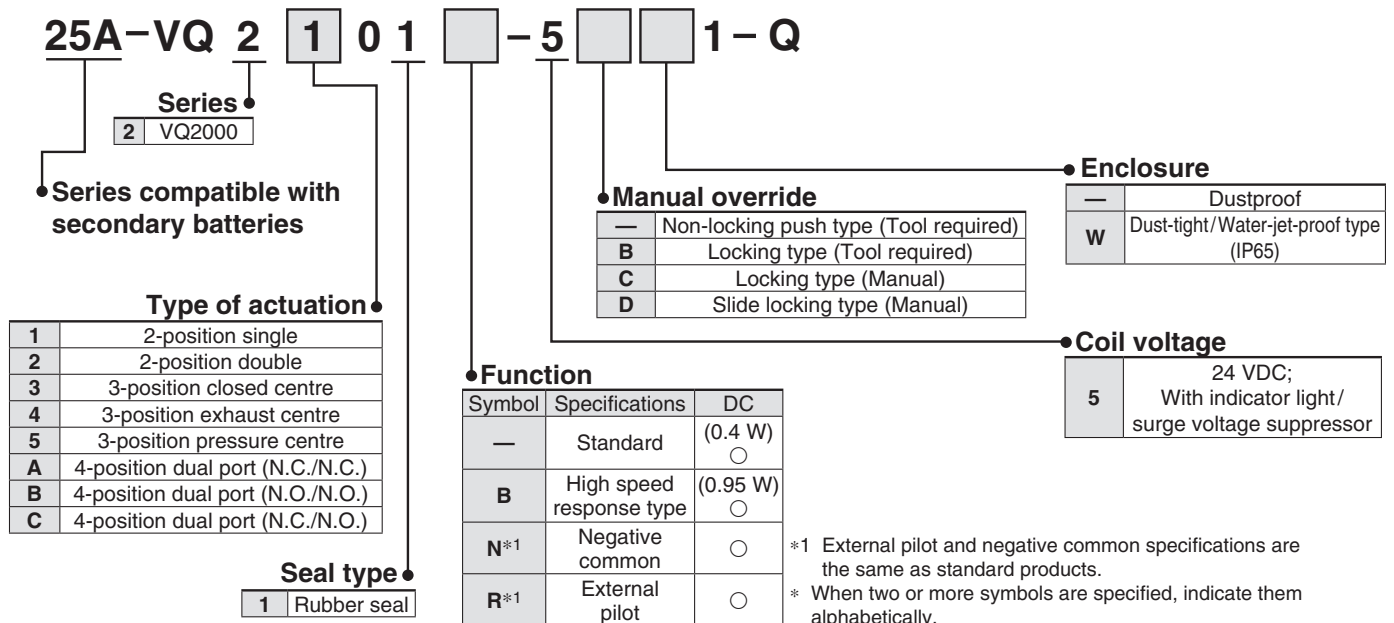 25A-VQ 2 1 0 1 - 5 1 - Q
Series
2 VQ2000
Series compatible with
secondary batteries
Type of actuation
1 2-position single
2 2-position double
3 3-position closed centre
4 3-position exhaust centre
5 3-position pressure centre
A 4-position dual port (N.C./N.C.)
B 4-position dual port (N.O./N.O.)
C 4-position dual port (N.C./N.O.)
Seal type
1 Rubber seal
Function
Symbol Specifications DC
— Standard (0.4 W) ○
B High speed response type (0.95 W) ○
N*1 Negative common ○
R*1 External pilot ○
*1 External pilot and negative common specifications are
the same as standard products.
* When two or more symbols are specified, indicate them
alphabetically.
Manual override
— Non-locking push type (Tool required)
B Locking type (Tool required)
C Locking type (Manual)
D Slide locking type (Manual)
Enclosure
— Dustproof
W Dust-tight/Water-jet-proof type
(IP65)
Coil voltage
5 24 VDC;
With indicator light/
surge voltage suppressor